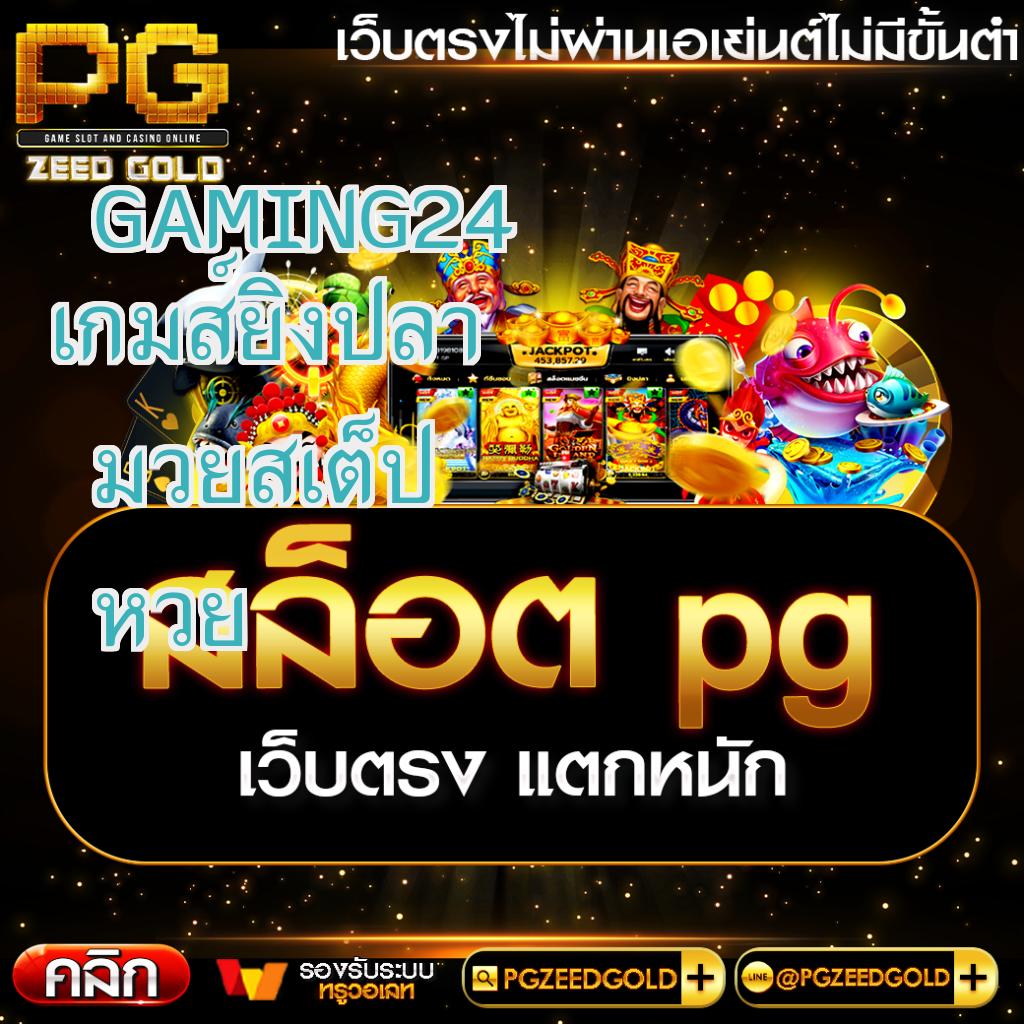 เว็บตรงไม่ผ่านเอเย่นต์ไม่มีขั้นต่ำ
PG
GAME SLOT AND CASINO ONLINE
ZEED GOLD
GAMING24
เกมส์ยิงปลา
JACKPOT
453,857.79
มวยสเต็ป
หวย
สล็อต pg
เว็บตรง แตกหนัก
คลิก
รองรับระบบ
ทรูวอเลท
PGZEEDGOLD
LINE @PGZEEDGOLD